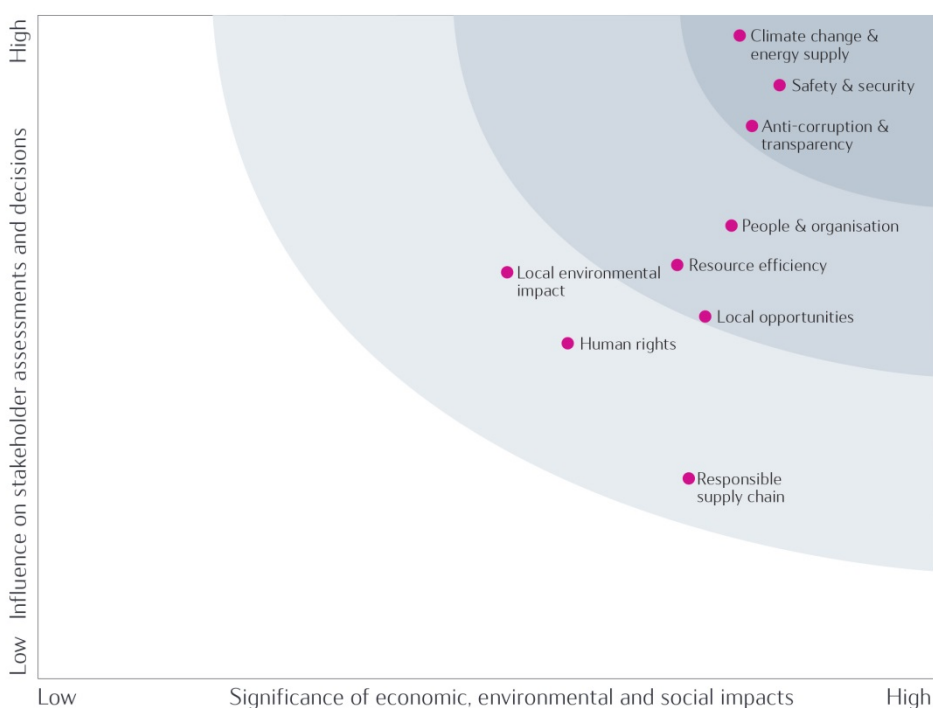 High
Influence on stakeholder assessments and decisions
Low
Climate change &
energy supply
Safety & security
Anti-corruption &
transparency
People & organisation
Resource efficiency
Local environmental
impact
Local opportunities
Human rights
Responsible
supply chain
Low
Significance of economic, environmental and social impacts
High